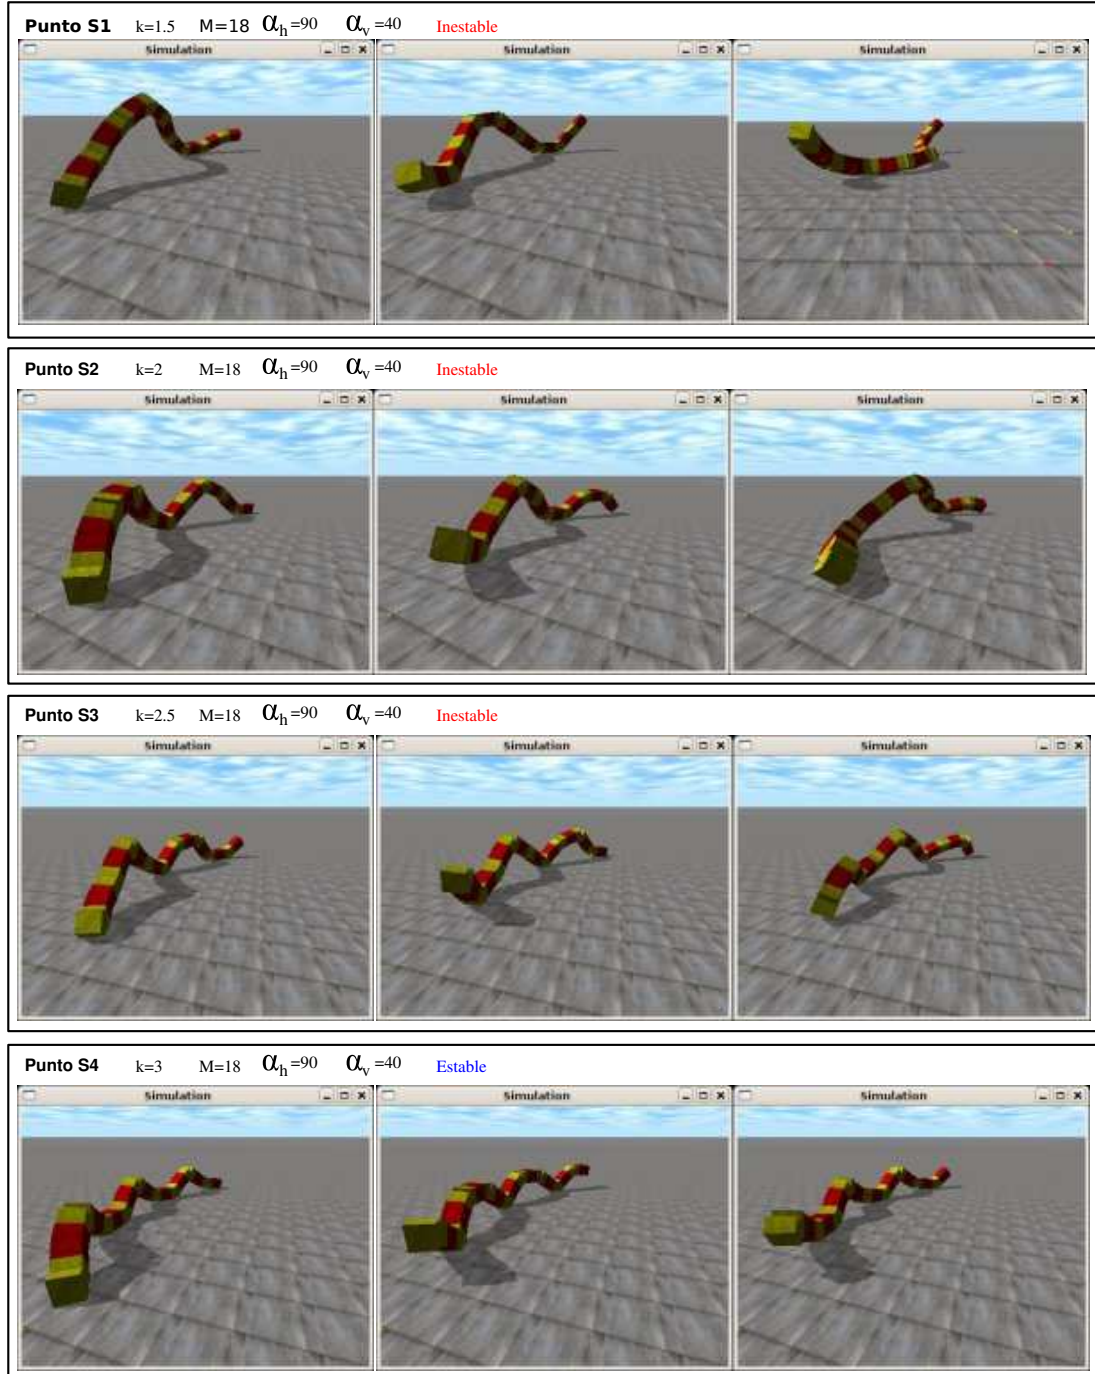 Punto S1 k=1.5 M=18 αh=90 αv=40 Inestable
Simulation Simulation Simulation
Punto S2 k=2 M=18 αh=90 αv=40 Inestable
Simulation Simulation Simulation
Punto S3 k=2.5 M=18 αh=90 αv=40 Inestable
Simulation Simulation Simulation
Punto S4 k=3 M=18 αh=90 αv=40 Estable
Simulation Simulation Simulation